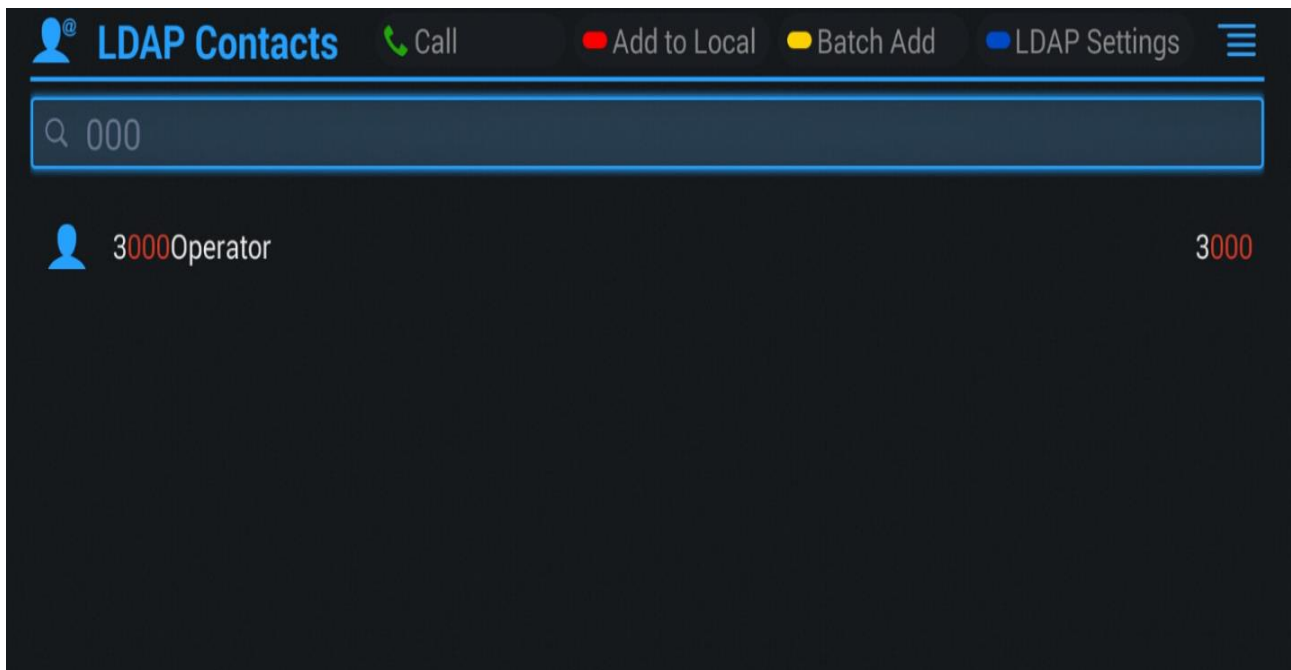 LDAP Contacts Call Add to Local Batch Add LDAP Settings
000
3000Operator 3000